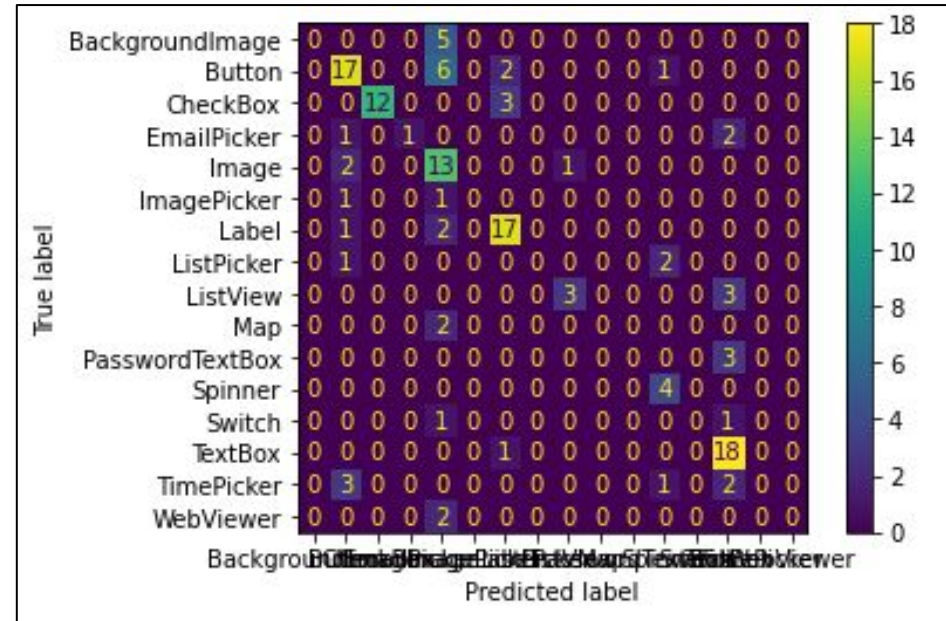 BackgroundImage 0 0 0 0 5 0 0 0 0 0 0 0 0 0 0 0 18
Button 0 17 0 0 6 0 2 0 0 0 0 1 0 0 0 0 16
CheckBox 0 0 12 0 0 0 3 0 0 0 0 0 0 0 0 0
EmailPicker 0 1 0 1 0 0 0 0 0 0 0 0 0 2 0 0 14
Image 0 2 0 0 13 0 0 0 1 0 0 0 0 0 0 0
ImagePicker 0 1 0 0 1 0 0 0 0 0 0 0 0 0 0 0 12
Label 0 1 0 0 2 0 17 0 0 0 0 0 0 0 0 0
ListPicker 0 1 0 0 0 0 0 0 0 0 0 2 0 0 0 0 10
ListView 0 0 0 0 0 0 0 0 3 0 0 0 0 3 0 0 8
Map 0 0 0 0 2 0 0 0 0 0 0 0 0 0 0 0
PasswordTextBox 0 0 0 0 0 0 0 0 0 0 0 0 0 3 0 0 6
Spinner 0 0 0 0 0 0 0 0 0 0 0 4 0 0 0 0
Switch 0 0 0 0 1 0 0 0 0 0 0 0 0 1 0 0 4
TextBox 0 0 0 0 0 0 1 0 0 0 0 0 0 18 0 0
TimePicker 0 3 0 0 0 0 0 0 0 0 0 1 0 2 0 0 2
WebViewer 0 0 0 0 2 0 0 0 0 0 0 0 0 0 0 0 0
True label
Predicted label